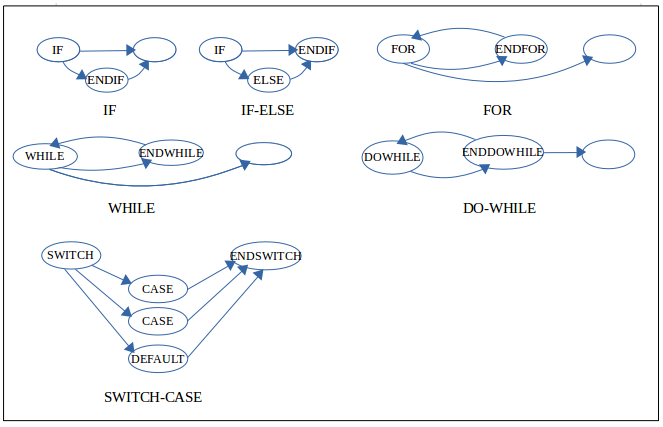 IF
ENDIF
IF
IF
ENDIF
ELSE
IF-ELSE
FOR
ENDFOR
FOR
WHILE
ENDWHILE
WHILE
DOWHILE
ENDDOWHILE
DO-WHILE
SWITCH
ENDSWITCH
CASE
CASE
DEFAULT
SWITCH-CASE